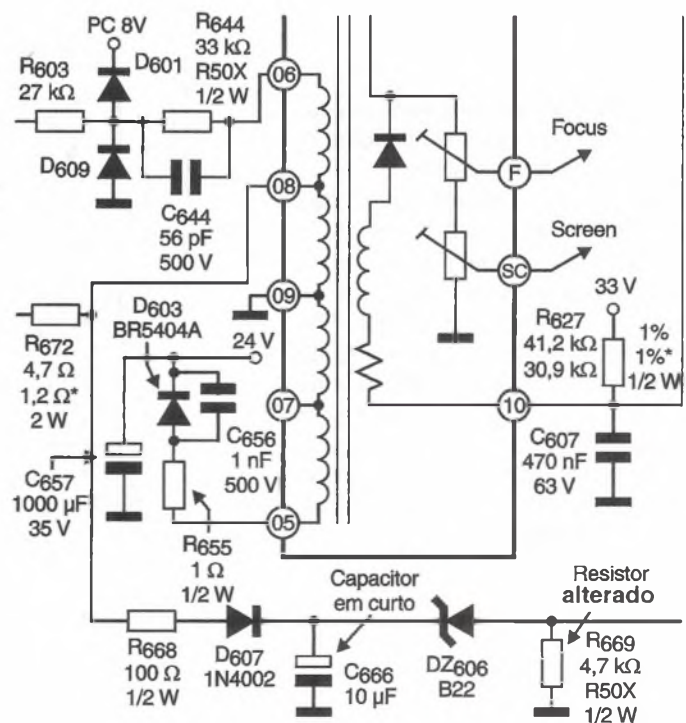 PC 8V
R603
27 kΩ
D601
R644
33 kΩ
R50X
1/2 W
D609
C644
56 pF
500 V
06
08
09
07
05
Focus
F
Screen
SC
33 V
R627
41,2 kΩ
30,9 kΩ
1%
1%*
1/2 W
10
C607
470 nF
63 V
R672
4,7 Ω
1,2 Ω*
2 W
D603
BR5404A
24 V
C656
1 nF
500 V
C657
1000 µF
35 V
R655
1 Ω
1/2 W
R668
100 Ω
1/2 W
D607
1N4002
Capacitor
em curto
C666
10 µF
DZ606
B22
Resistor
alterado
R669
4,7 kΩ
R50X
1/2 W